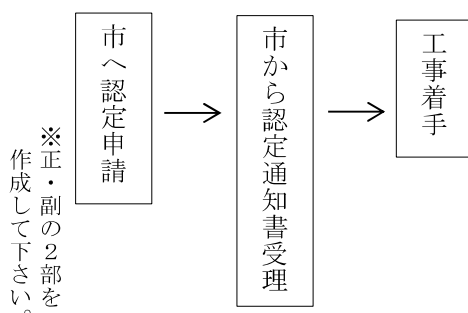 市へ認定申請
市から認定通知書受理
工事着手
※正・副の２部を
作成して下さい。